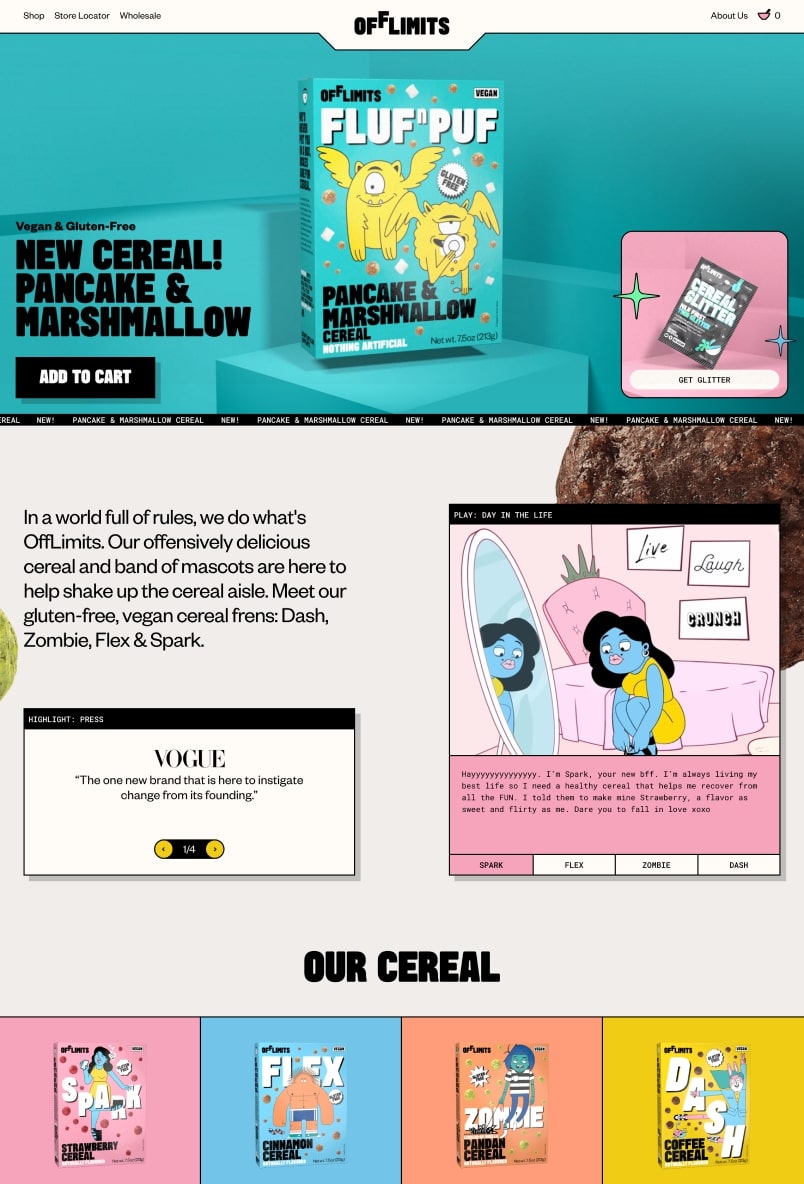 Shop Store Locator Wholesale
OFFLIMITS
About Us 0
OFFLIMITS
VEGAN
FLUF'N'PUF
GLUTEN
FREE
PANCAKE &
MARSHMALLOW
CEREAL
NOTHING ARTIFICIAL
Net wt. 7.5oz (213g)
Vegan & Gluten-Free
NEW CEREAL!
PANCAKE &
MARSHMALLOW
ADD TO CART
OFFLIMITS
CEREAL
GLITTER
GET GLITTER
EREAL NEW! PANCAKE & MARSHMALLOW CEREAL NEW! PANCAKE & MARSHMALLOW CEREAL NEW! PANCAKE & MARSHMALLOW CEREAL NEW! PANCAKE & MARSHMALLOW CEREAL NEW!
In a world full of rules, we do what's
OffLimits. Our offensively delicious
cereal and band of mascots are here to
help shake up the cereal aisle. Meet our
gluten-free, vegan cereal frens: Dash,
Zombie, Flex & Spark.
HIGHLIGHT: PRESS
VOGUE
“The one new brand that is here to instigate
change from its founding.”
‹ 1/4 ›
PLAY: DAY IN THE LIFE
Live
Laugh
CRUNCH
Hayyyyyyyyyyyyyy. I'm Spark, your new bff. I'm always living my
best life so I need a healthy cereal that helps me recover from
all the FUN. I told them to make mine Strawberry, a flavor as
sweet and flirty as me. Dare you to fall in love xoxo
SPARK FLEX ZOMBIE DASH
OUR CEREAL
OFFLIMITS
VEGAN
SPARK
STRAWBERRY
CEREAL
NATURALLY FLAVORED
OFFLIMITS
VEGAN
FLEX
CINNAMON
CEREAL
NATURALLY FLAVORED
OFFLIMITS
VEGAN
ZOMBIE
PANDAN
CEREAL
NATURALLY FLAVORED
OFFLIMITS
VEGAN
DASH
COFFEE
CEREAL
NATURALLY FLAVORED